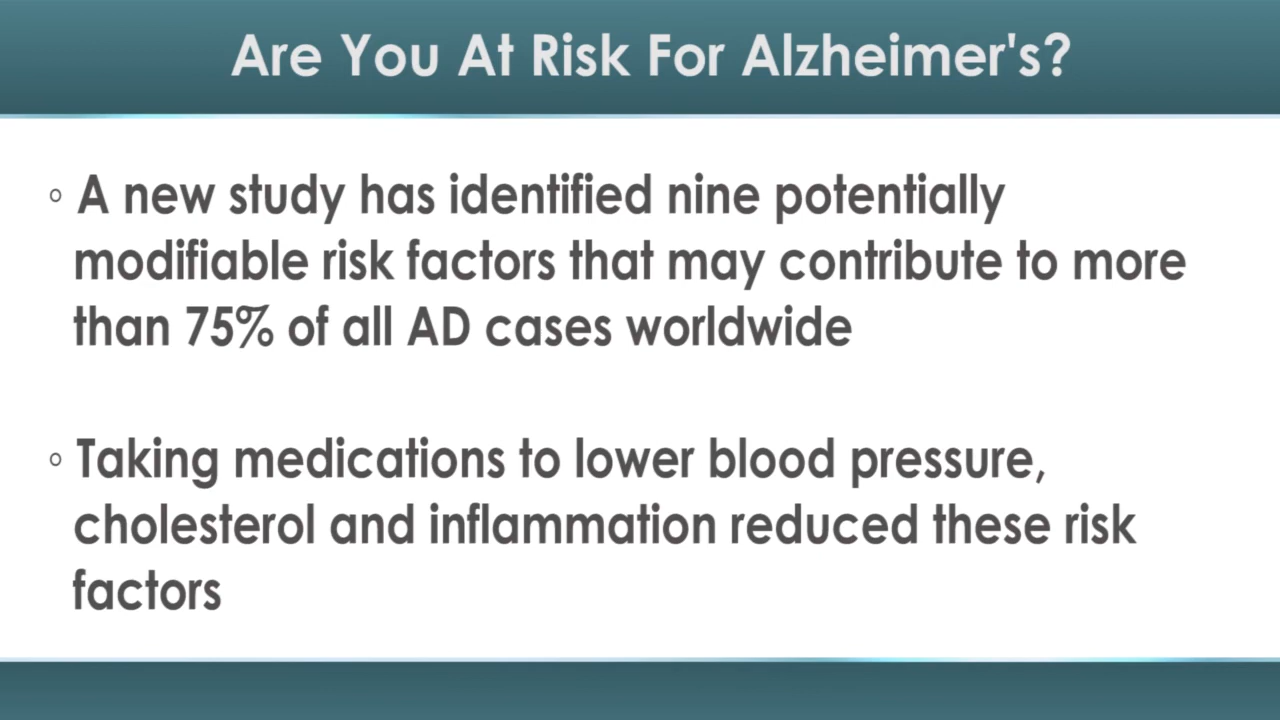 Are You At Risk For Alzheimer's?
◦ A new study has identified nine potentially
modifiable risk factors that may contribute to more
than 75% of all AD cases worldwide
◦ Taking medications to lower blood pressure,
cholesterol and inflammation reduced these risk
factors